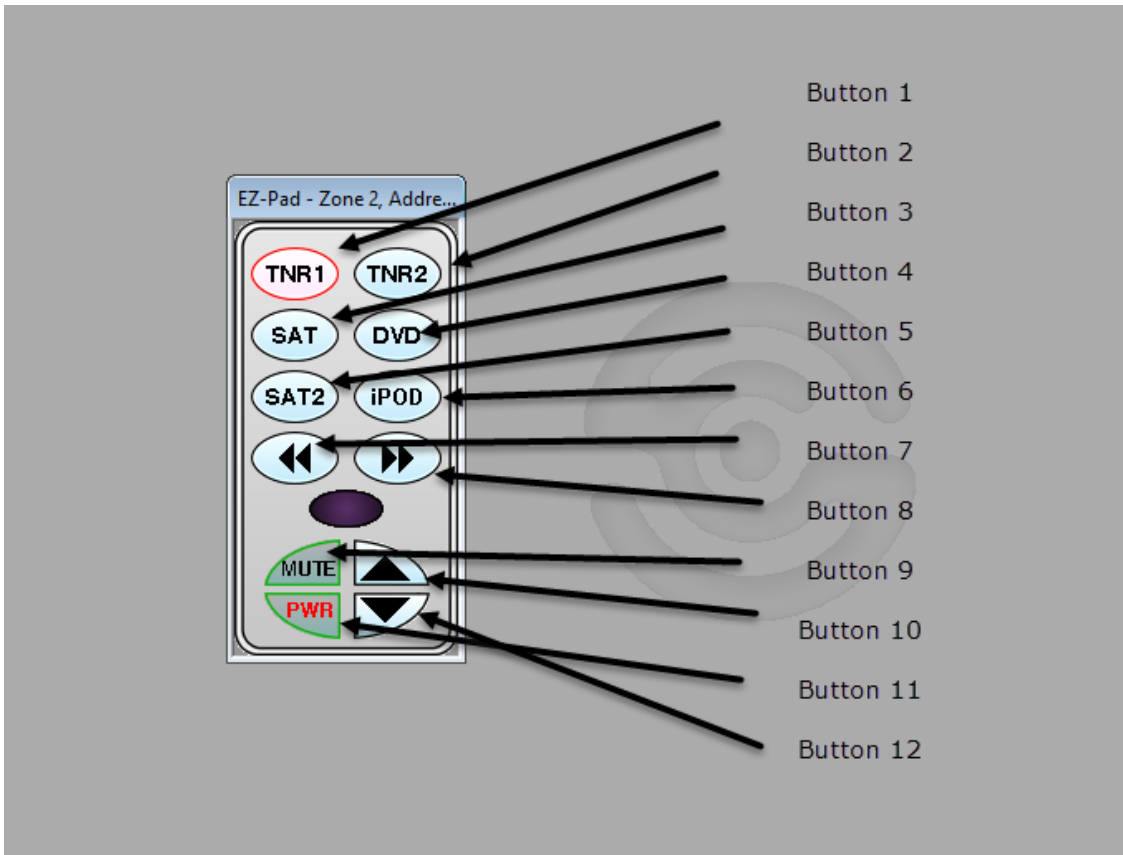 Button 1
Button 2
EZ-Pad - Zone 2, Addre...
Button 3
TNR1 TNR2
Button 4
SAT DVD
Button 5
SAT2 iPOD
Button 6
Button 7
Button 8
MUTE
Button 9
PWR
Button 10
Button 11
Button 12